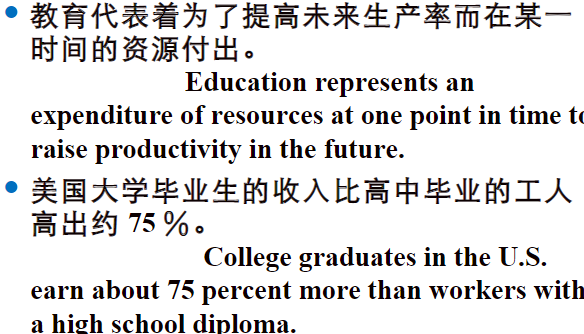 • 教育代表着为了提高未来生产率而在某一
时间的资源付出。
Education represents an
expenditure of resources at one point in time to
raise productivity in the future.
• 美国大学毕业生的收入比高中毕业的工人
高出约 75％。
College graduates in the U.S.
earn about 75 percent more than workers with
a high school diploma.